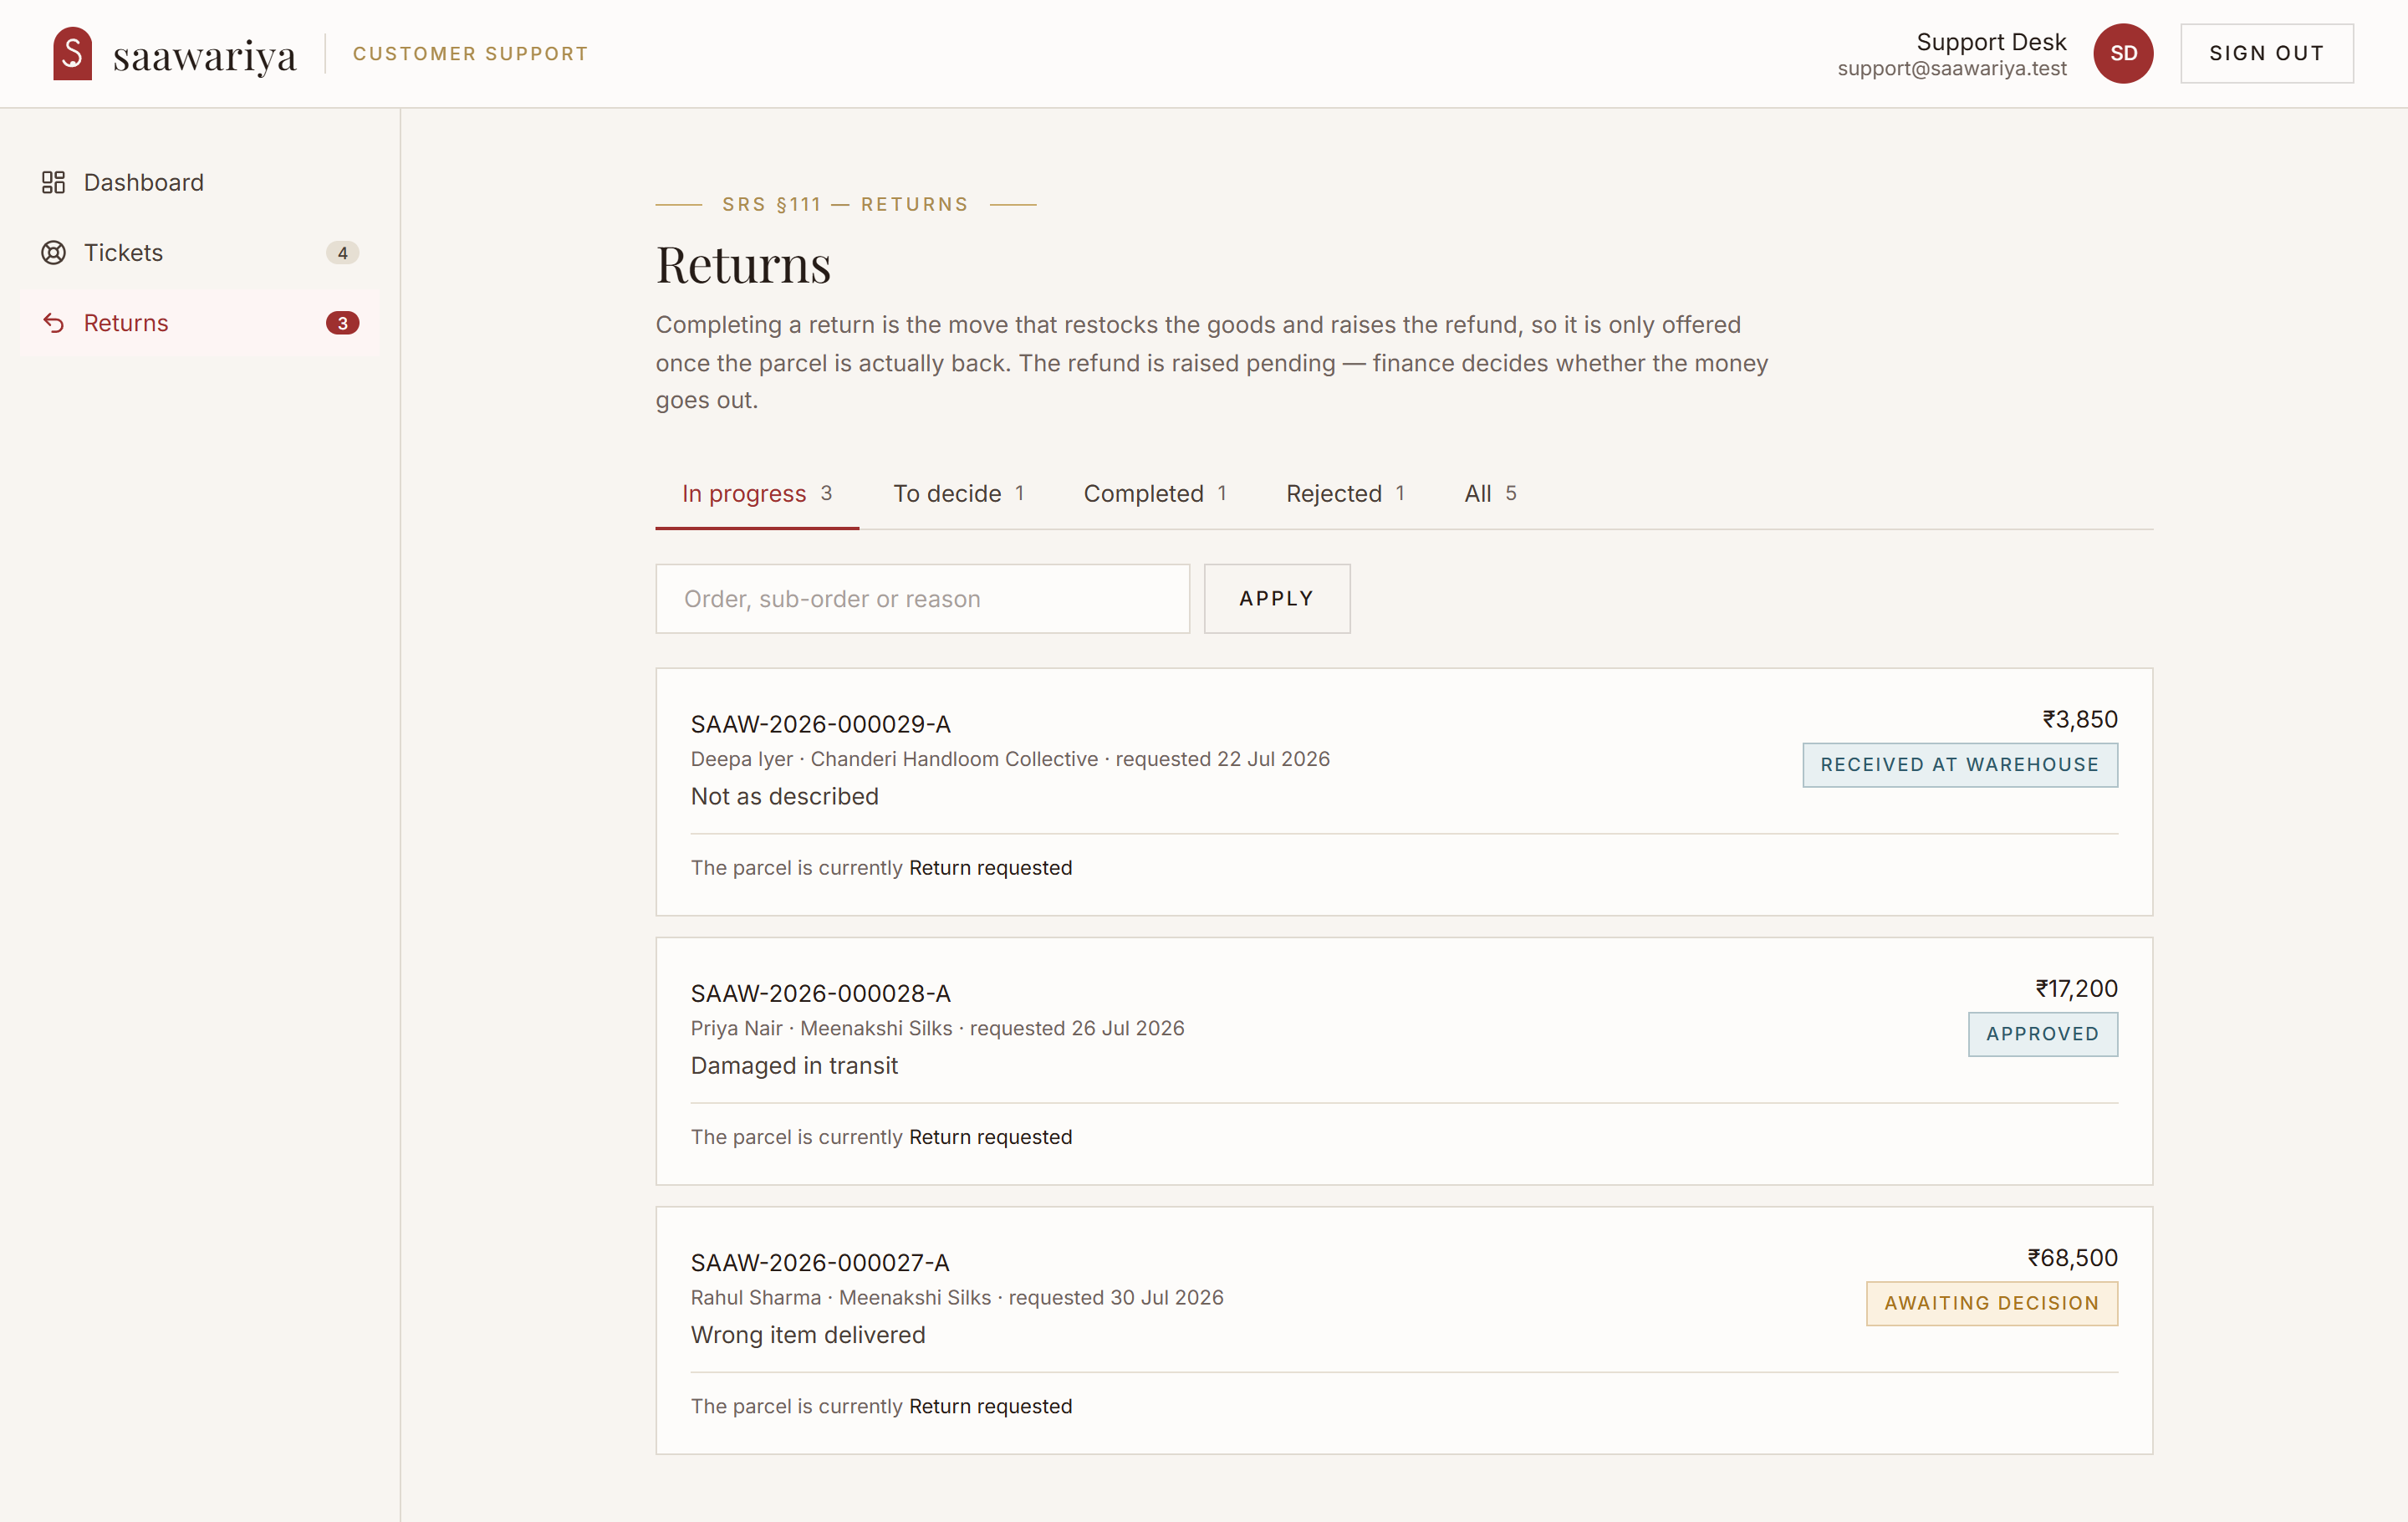 S saawariya
CUSTOMER SUPPORT
Support Desk
support@saawariya.test
SD
SIGN OUT
Dashboard
Tickets 4
Returns 3
SRS §111 — RETURNS
Returns
Completing a return is the move that restocks the goods and raises the refund, so it is only offered
once the parcel is actually back. The refund is raised pending — finance decides whether the money
goes out.
In progress 3 To decide 1 Completed 1 Rejected 1 All 5
Order, sub-order or reason
APPLY
SAAW-2026-000029-A
₹3,850
Deepa Iyer · Chanderi Handloom Collective · requested 22 Jul 2026
RECEIVED AT WAREHOUSE
Not as described
The parcel is currently Return requested
SAAW-2026-000028-A
₹17,200
Priya Nair · Meenakshi Silks · requested 26 Jul 2026
APPROVED
Damaged in transit
The parcel is currently Return requested
SAAW-2026-000027-A
₹68,500
Rahul Sharma · Meenakshi Silks · requested 30 Jul 2026
AWAITING DECISION
Wrong item delivered
The parcel is currently Return requested